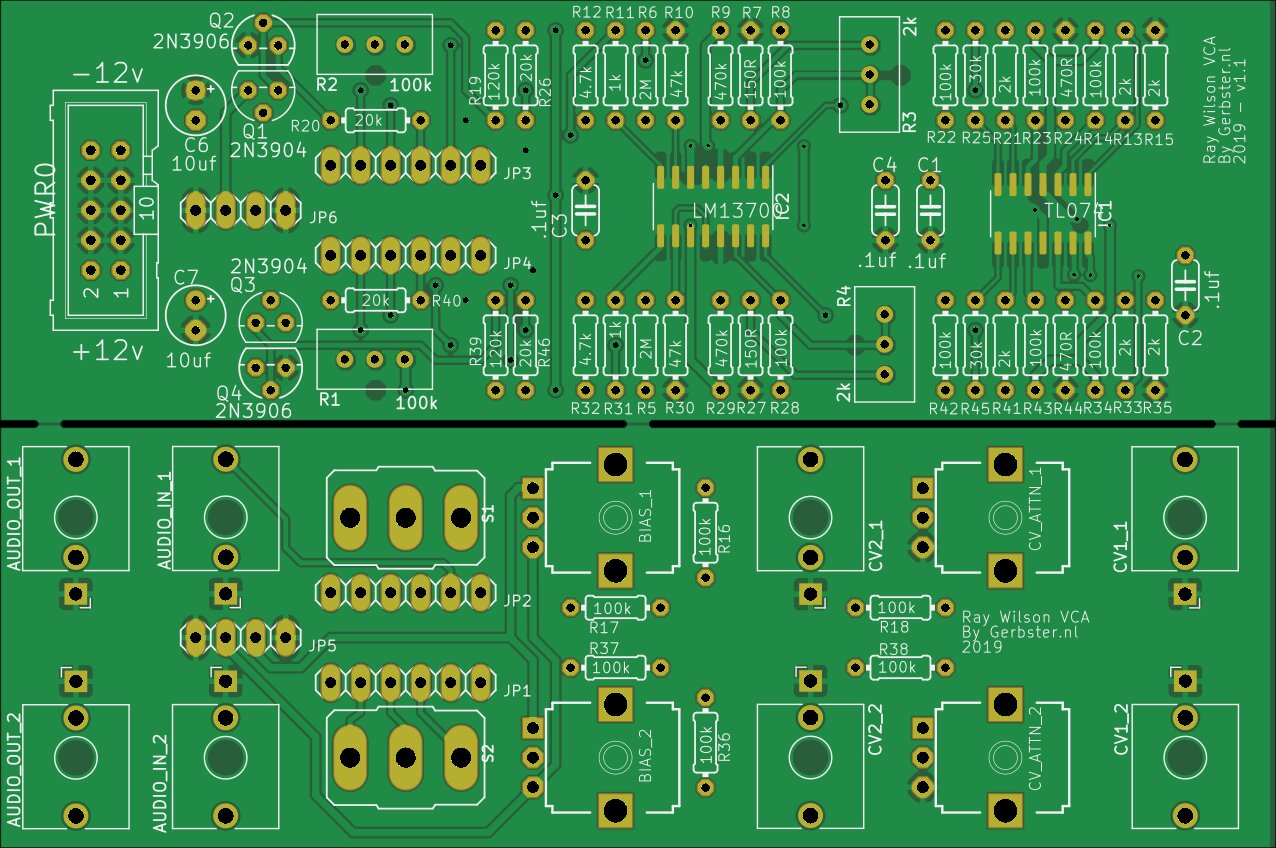 Q2
2N3906
-12v
R2
100k
R19
120k
20k
R26
R12
R11
R6
R10
R9
R7
R8
4.7k
1k
2M
47k
470k
150R
100k
2k
R3
100k
30k
2k
100k
470R
100k
2k
2k
R22
R25
R21
R23
R24
R14
R13
R15
Ray Wilson VCA
By Gerbster.nl
2019 - v1.1
Q1
2N3904
C6
10uf
R20
20k
JP3
PWR0
10
2
1
JP6
.1uf
C3
LM1370
IC2
C4
C1
.1uf
.1uf
TL074
IC1
C2
.1uf
2N3904
Q3
JP4
C7
10uf
+12v
20k
R40
R39
120k
20k
R46
4.7k
1k
2M
47k
470k
150R
100k
R32
R31
R5
R30
R29
R27
R28
R4
2k
100k
30k
2k
100k
470R
100k
2k
2k
R42
R45
R41
R43
R44
R34
R33
R35
Q4
2N3906
R1
100k
AUDIO_OUT_1
AUDIO_IN_1
S1
BIAS_1
100k
R16
CV2_1
CV_ATTN_1
CV1_1
JP2
100k
R17
100k
R18
Ray Wilson VCA
By Gerbster.nl
2019
JP5
R37
100k
R38
100k
JP1
AUDIO_OUT_2
AUDIO_IN_2
S2
BIAS_2
100k
R36
CV2_2
CV_ATTN_2
CV1_2